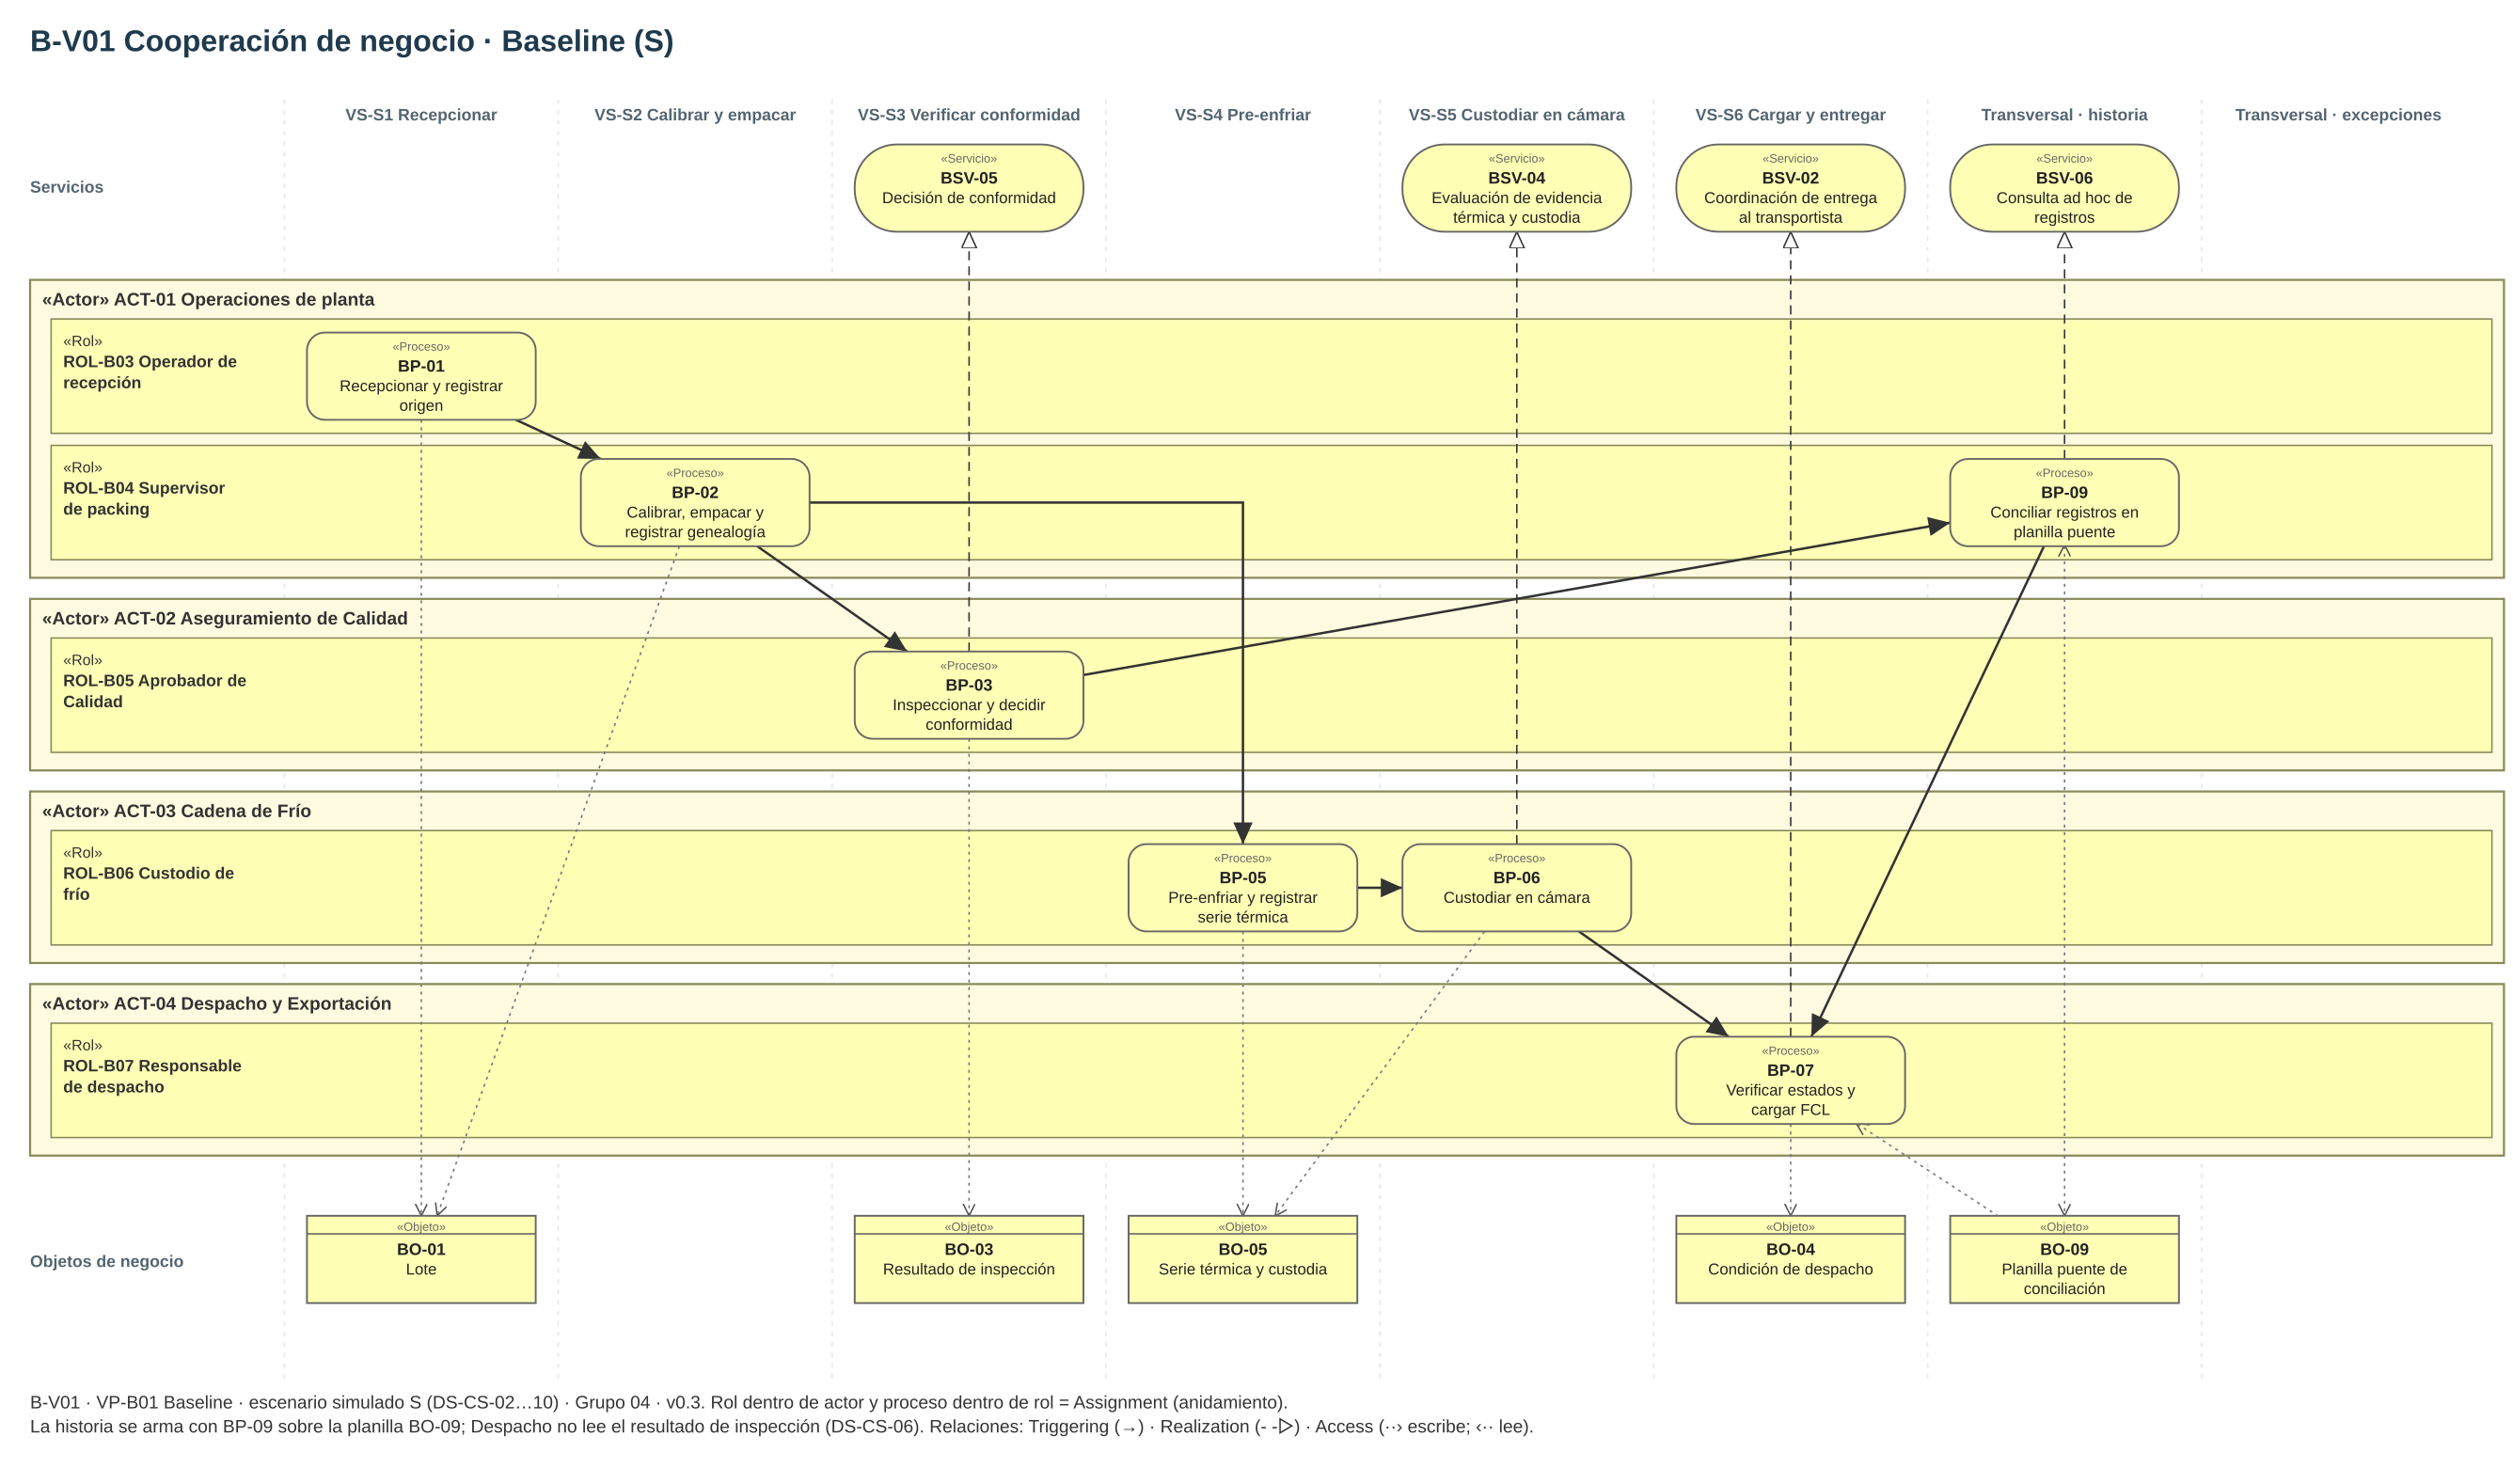 B-V01 Cooperación de negocio · Baseline (S)
VS-S1 Recepcionar
VS-S2 Calibrar y empacar
VS-S3 Verificar conformidad
VS-S4 Pre-enfriar
VS-S5 Custodiar en cámara
VS-S6 Cargar y entregar
Transversal · historia
Transversal · excepciones
Servicios
«Servicio»
BSV-05
Decisión de conformidad
«Servicio»
BSV-04
Evaluación de evidencia
térmica y custodia
«Servicio»
BSV-02
Coordinación de entrega
al transportista
«Servicio»
BSV-06
Consulta ad hoc de
registros
«Actor» ACT-01 Operaciones de planta
«Rol»
ROL-B03 Operador de
recepción
«Proceso»
BP-01
Recepcionar y registrar
origen
«Rol»
ROL-B04 Supervisor
de packing
«Proceso»
BP-02
Calibrar, empacar y
registrar genealogía
«Proceso»
BP-09
Conciliar registros en
planilla puente
«Actor» ACT-02 Aseguramiento de Calidad
«Rol»
ROL-B05 Aprobador de
Calidad
«Proceso»
BP-03
Inspeccionar y decidir
conformidad
«Actor» ACT-03 Cadena de Frío
«Rol»
ROL-B06 Custodio de
frío
«Proceso»
BP-05
Pre-enfriar y registrar
serie térmica
«Proceso»
BP-06
Custodiar en cámara
«Actor» ACT-04 Despacho y Exportación
«Rol»
ROL-B07 Responsable
de despacho
«Proceso»
BP-07
Verificar estados y
cargar FCL
Objetos de negocio
«Objeto»
BO-01
Lote
«Objeto»
BO-03
Resultado de inspección
«Objeto»
BO-05
Serie térmica y custodia
«Objeto»
BO-04
Condición de despacho
«Objeto»
BO-09
Planilla puente de
conciliación
B-V01 · VP-B01 Baseline · escenario simulado S (DS-CS-02…10) · Grupo 04 · v0.3. Rol dentro de actor y proceso dentro de rol = Assignment (anidamiento).
La historia se arma con BP-09 sobre la planilla BO-09; Despacho no lee el resultado de inspección (DS-CS-06). Relaciones: Triggering (→) · Realization (- -▷) · Access (··› escribe; ‹·· lee).